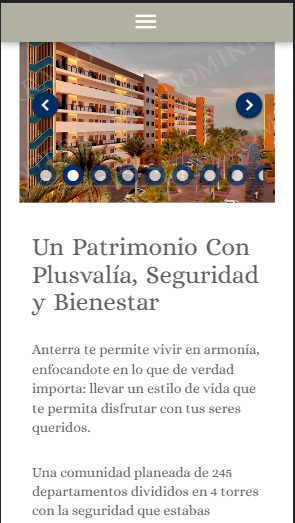 Un Patrimonio Con
Plusvalía, Seguridad
y Bienestar
Anterra te permite vivir en armonía,
enfocandote en lo que de verdad
importa: llevar un estilo de vida que
te permita disfrutar con tus seres
queridos.
Una comunidad planeada de 245
departamentos divididos en 4 torres
con la seguridad que estabas